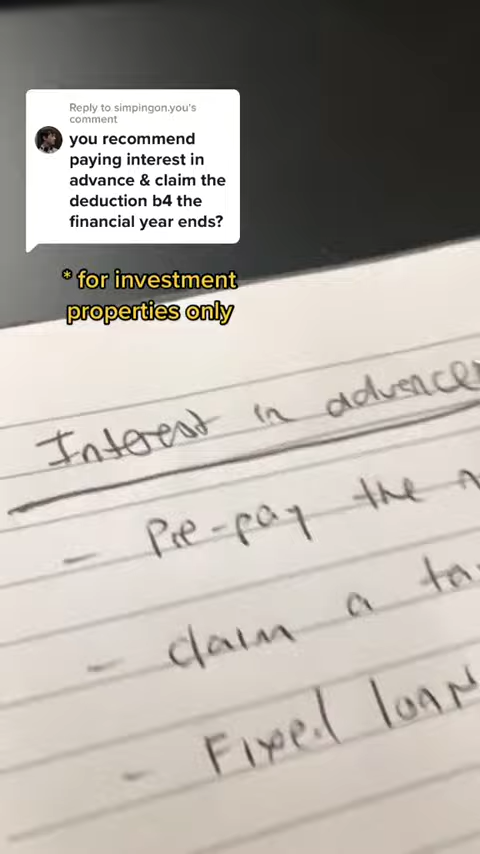 Reply to simpingon.you's
comment
you recommend
paying interest in
advance & claim the
deduction b4 the
financial year ends?
* for investment
properties only
Interest in advance
- Pre-pay the
- claim a
- Fixed loan